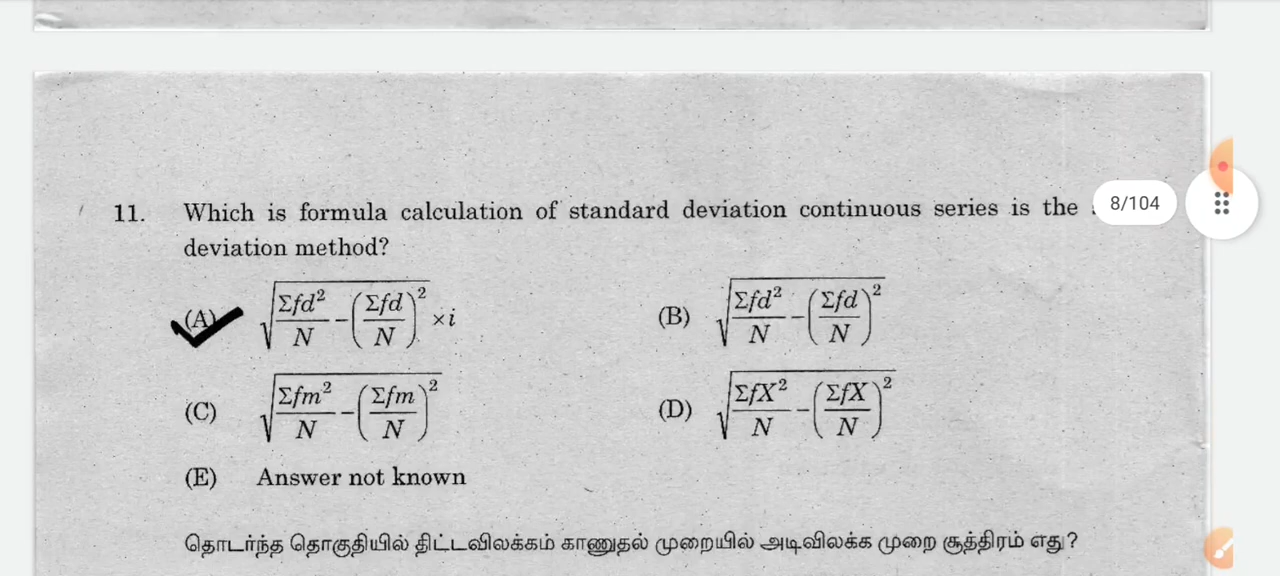 8/104
11. Which is formula calculation of standard deviation continuous series is the
deviation method?
(A) √(Σfd²/N − (Σfd/N)²) × i
(B) √(Σfd²/N − (Σfd/N)²)
(C) √(Σfm²/N − (Σfm/N)²)
(D) √(ΣfX²/N − (ΣfX/N)²)
(E) Answer not known
தொடர்ந்த தொகுதியில் திட்டவிலக்கம் காணுதல் முறையில் அடிவிலக்க முறை சூத்திரம் எது?